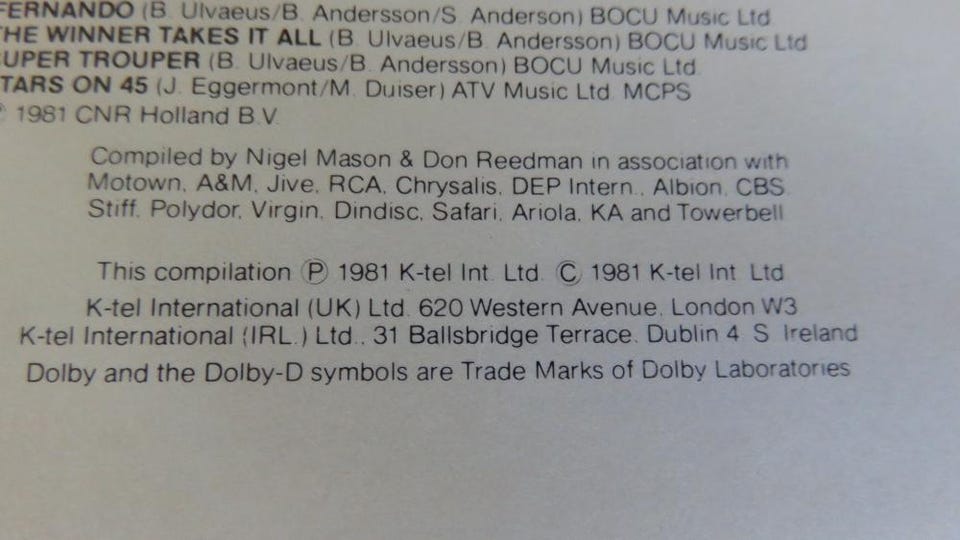 FERNANDO (B. Ulvaeus/B. Andersson/S. Anderson) BOCU Music Ltd.
THE WINNER TAKES IT ALL (B. Ulvaeus/B. Andersson) BOCU Music Ltd.
SUPER TROUPER (B. Ulvaeus/B. Andersson) BOCU Music Ltd.
STARS ON 45 (J. Eggermont/M. Duiser) ATV Music Ltd. MCPS
℗ 1981 CNR Holland B.V.
Compiled by Nigel Mason & Don Reedman in association with
Motown, A&M, Jive, RCA, Chrysalis, DEP Intern., Albion, CBS
Stiff, Polydor, Virgin, Dindisc, Safari, Ariola, KA and Towerbell
This compilation ℗ 1981 K-tel Int. Ltd. © 1981 K-tel Int. Ltd.
K-tel International (UK) Ltd. 620 Western Avenue, London W3
K-tel International (IRL.) Ltd., 31 Ballsbridge Terrace, Dublin 4 S. Ireland
Dolby and the Dolby-D symbols are Trade Marks of Dolby Laboratories